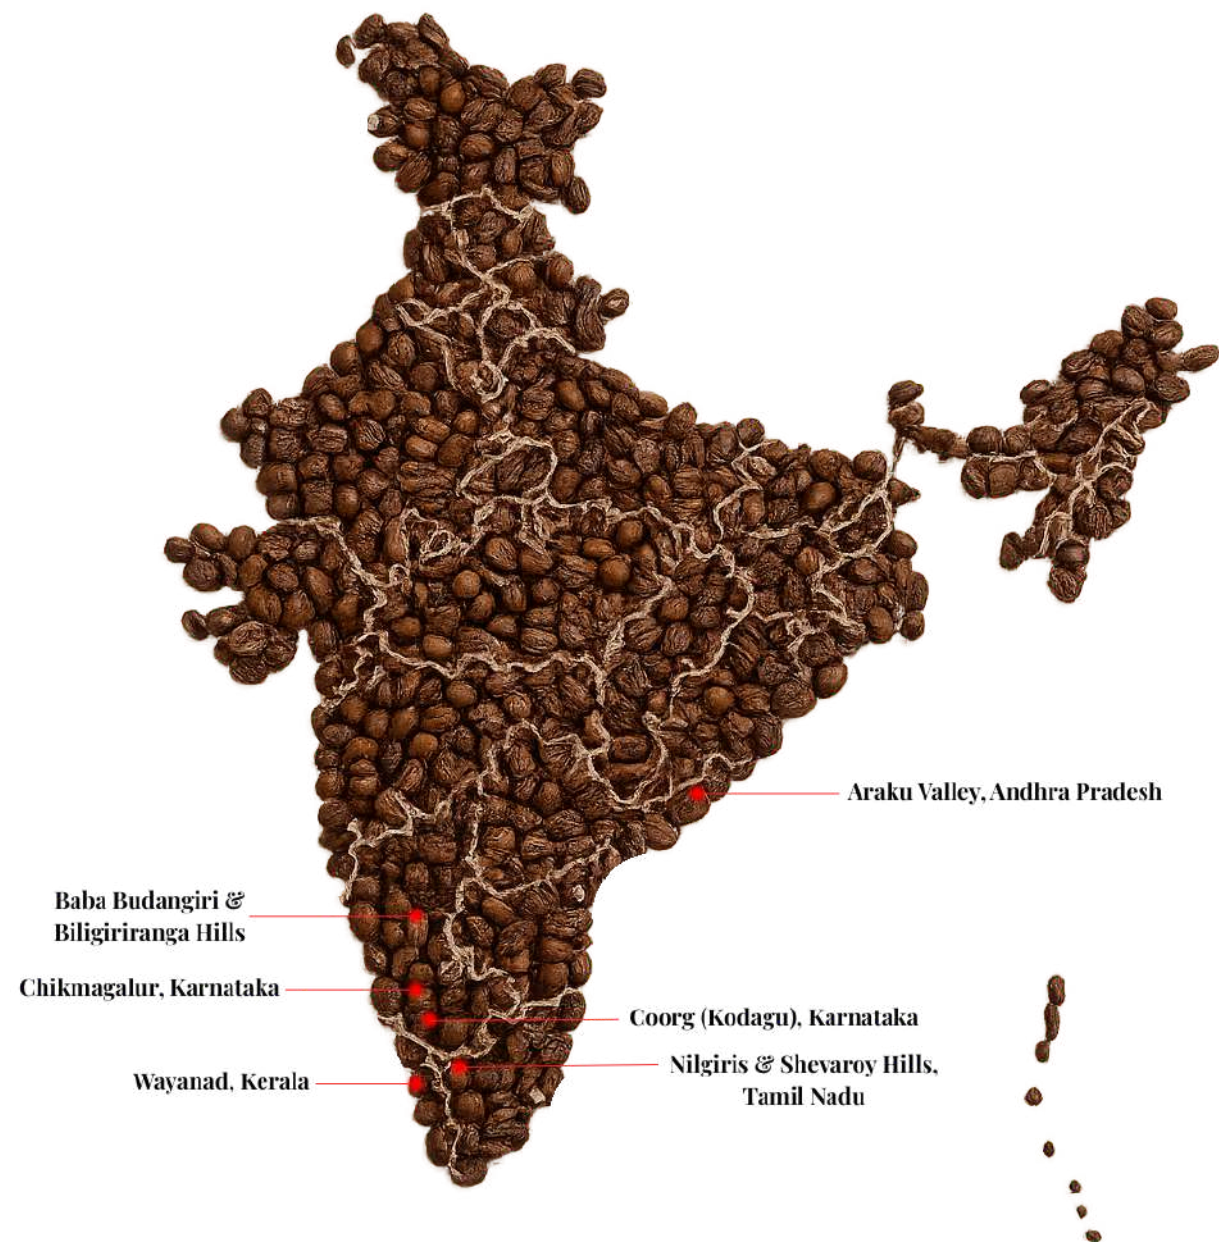 Araku Valley, Andhra Pradesh
Baba Budangiri &
Biligiriranga Hills
Chikmagalur, Karnataka
Coorg (Kodagu), Karnataka
Nilgiris & Shevaroy Hills,
Tamil Nadu
Wayanad, Kerala